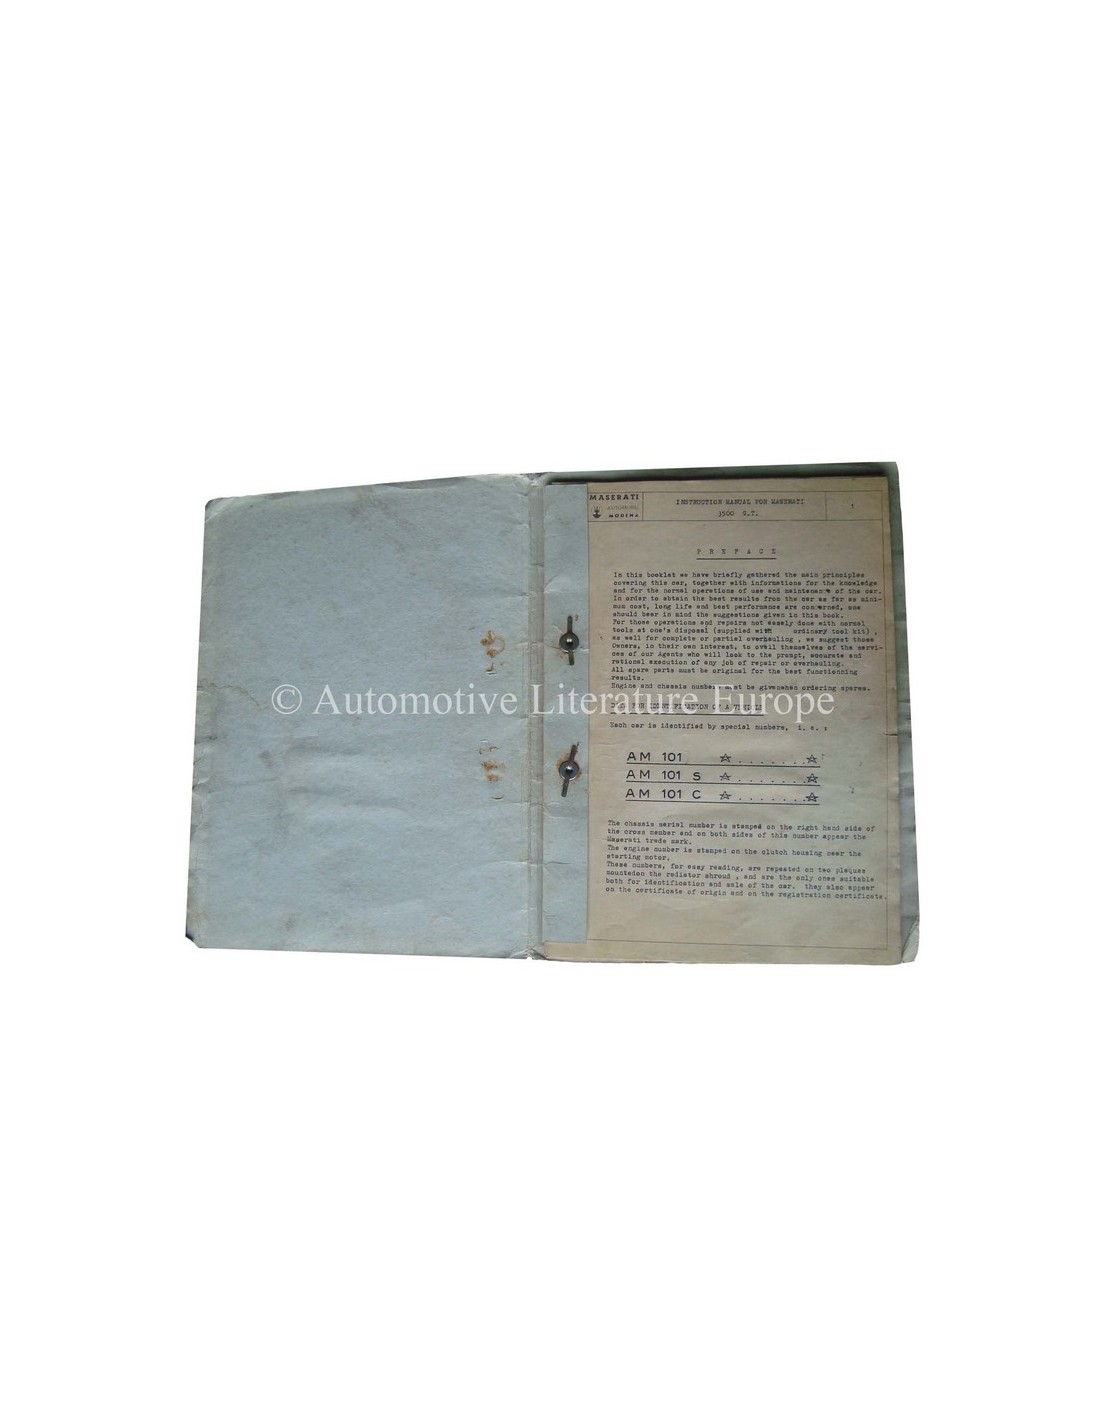 MASERATI
AUTOMOBILI
MODENA
INSTRUCTION MANUAL FOR MASERATI
3500 G.T.
1
P R E F A C E
In this booklet we have briefly gathered the main principles
covering this car, together with informations for the knowledge
and for the normal operations of use and maintenance of the car.
In order to obtain the best results from the car as far as mini-
mum cost, long life and best performance are concerned, one
should bear in mind the suggestions given in this book.
For those operations and repairs not easely done with normal
tools at one's disposal (supplied with ordinary tool kit) ,
as well for complete or partial overhauling , we suggest those
Owners, in their own interest, to avail themselves of the servi-
ces of our Agents who will look to the prompt, accurate and
rational execution of any job of repair or overhauling.
All spare parts must be original for the best functionning
results.
Engine and chassis numbers must be given when ordering spares.
© Automotive Literature Europe
DATA FOR IDENTIFICATION OF A VEHICLE
Each car is identified by special numbers, i. e. :
AM 101 ☆.......☆
AM 101 S ☆.......☆
AM 101 C ☆.......☆
The chassis serial number is stamped on the right hand side of
the cross member and on both sides of this number appear the
Maserati trade mark.
The engine number is stamped on the clutch housing near the
starting motor.
These numbers, for easy reading, are repeated on two plaques
mounted on the radiator shroud , and are the only ones suitable
both for identification and sale of the car. they also appear
on the certificate of origin and on the registration certificate.